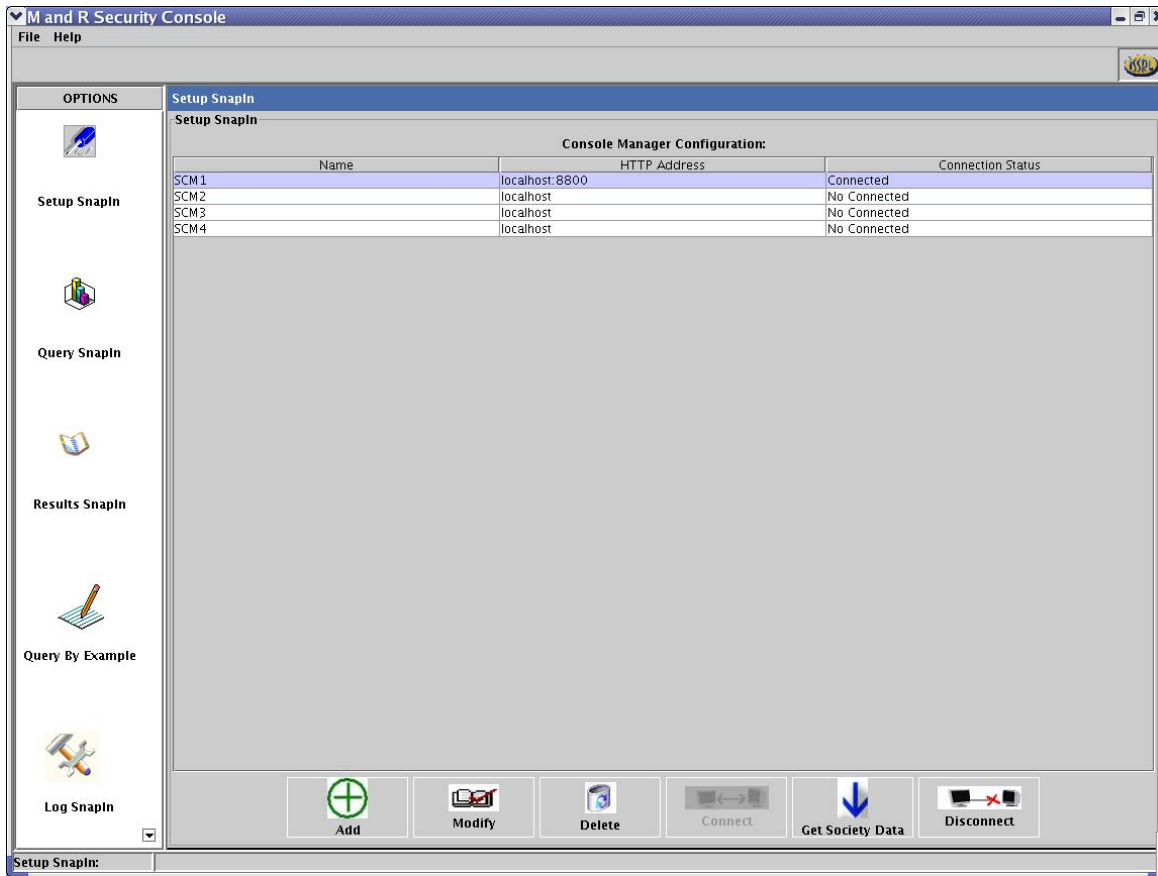 M and R Security Console
File Help
ISSRL
OPTIONS
Setup SnapIn
Query SnapIn
Results SnapIn
Query By Example
Log SnapIn
Setup SnapIn
Setup SnapIn
Console Manager Configuration:
Name HTTP Address Connection Status
SCM1 localhost:8800 Connected
SCM2 localhost No Connected
SCM3 localhost No Connected
SCM4 localhost No Connected
Add Modify Delete Connect Get Society Data Disconnect
Setup SnapIn: